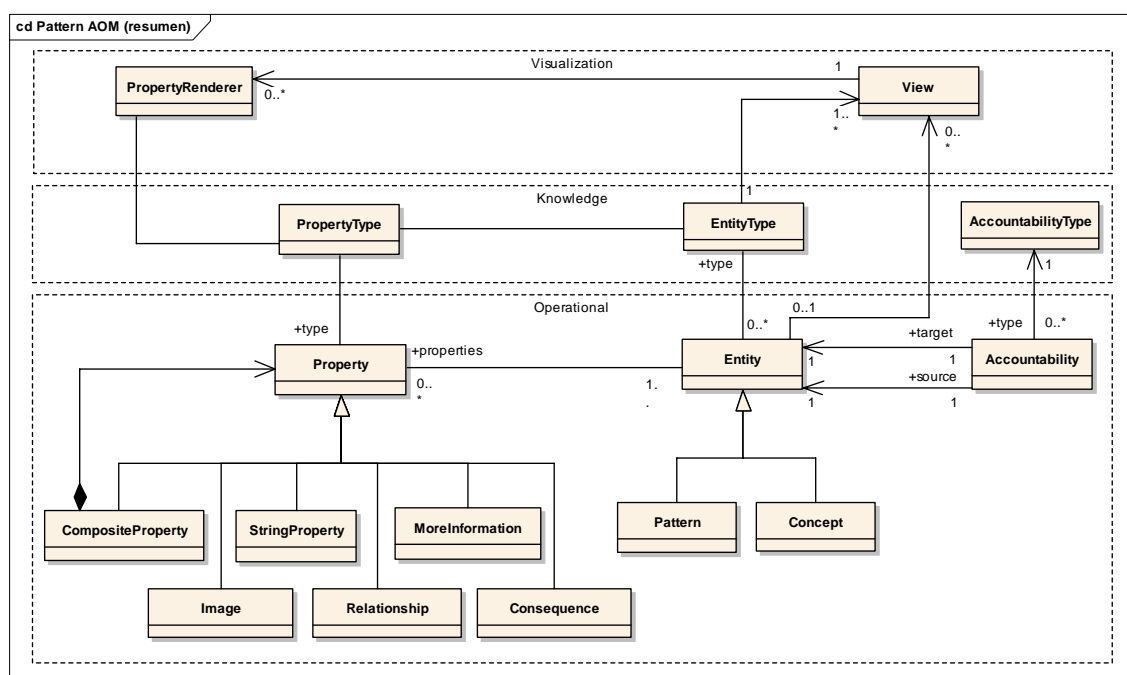 cd Pattern AOM (resumen)
Visualization
PropertyRenderer
0..*
1
View
1..
*
0..
*
1
Knowledge
PropertyType
EntityType
AccountabilityType
+type
1
Operational
+type
0..*
0..1
+type
0..*
+target
1
1
+source
1
1
Property
+properties
0..
*
1.
.
Entity
Accountability
CompositeProperty
StringProperty
MoreInformation
Pattern
Concept
Image
Relationship
Consequence